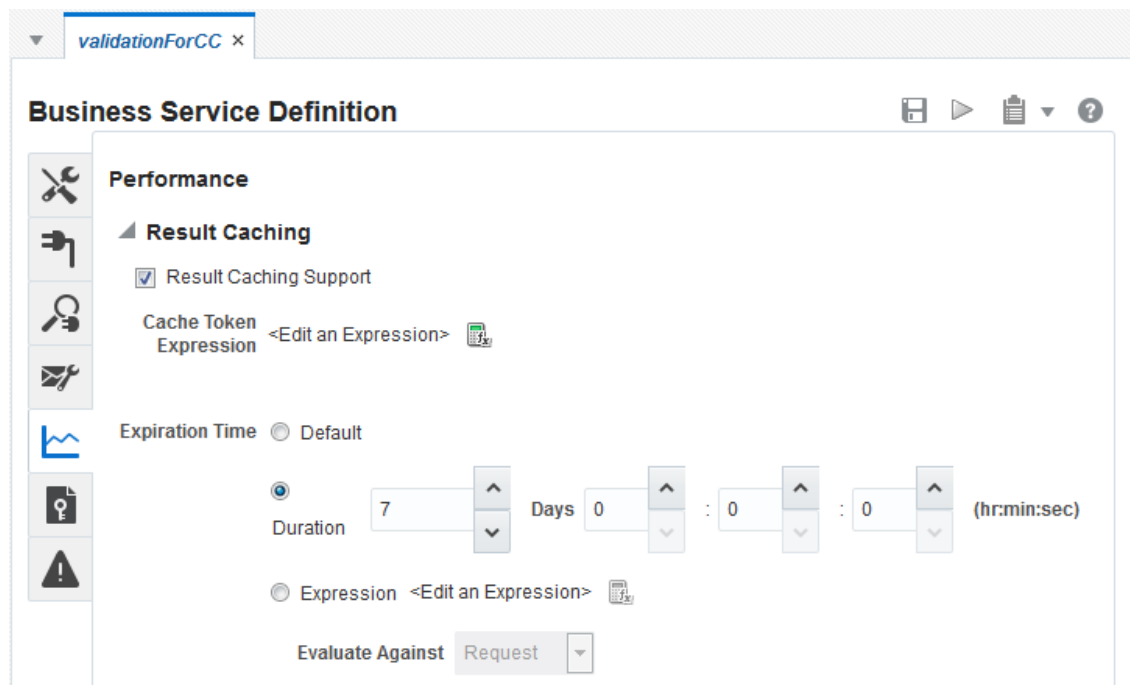 validationForCC ×
Business Service Definition
Performance
Result Caching
Result Caching Support
Cache Token
Expression <Edit an Expression>
Expiration Time Default
Duration 7 Days 0 : 0 : 0 (hr:min:sec)
Expression <Edit an Expression>
Evaluate Against Request